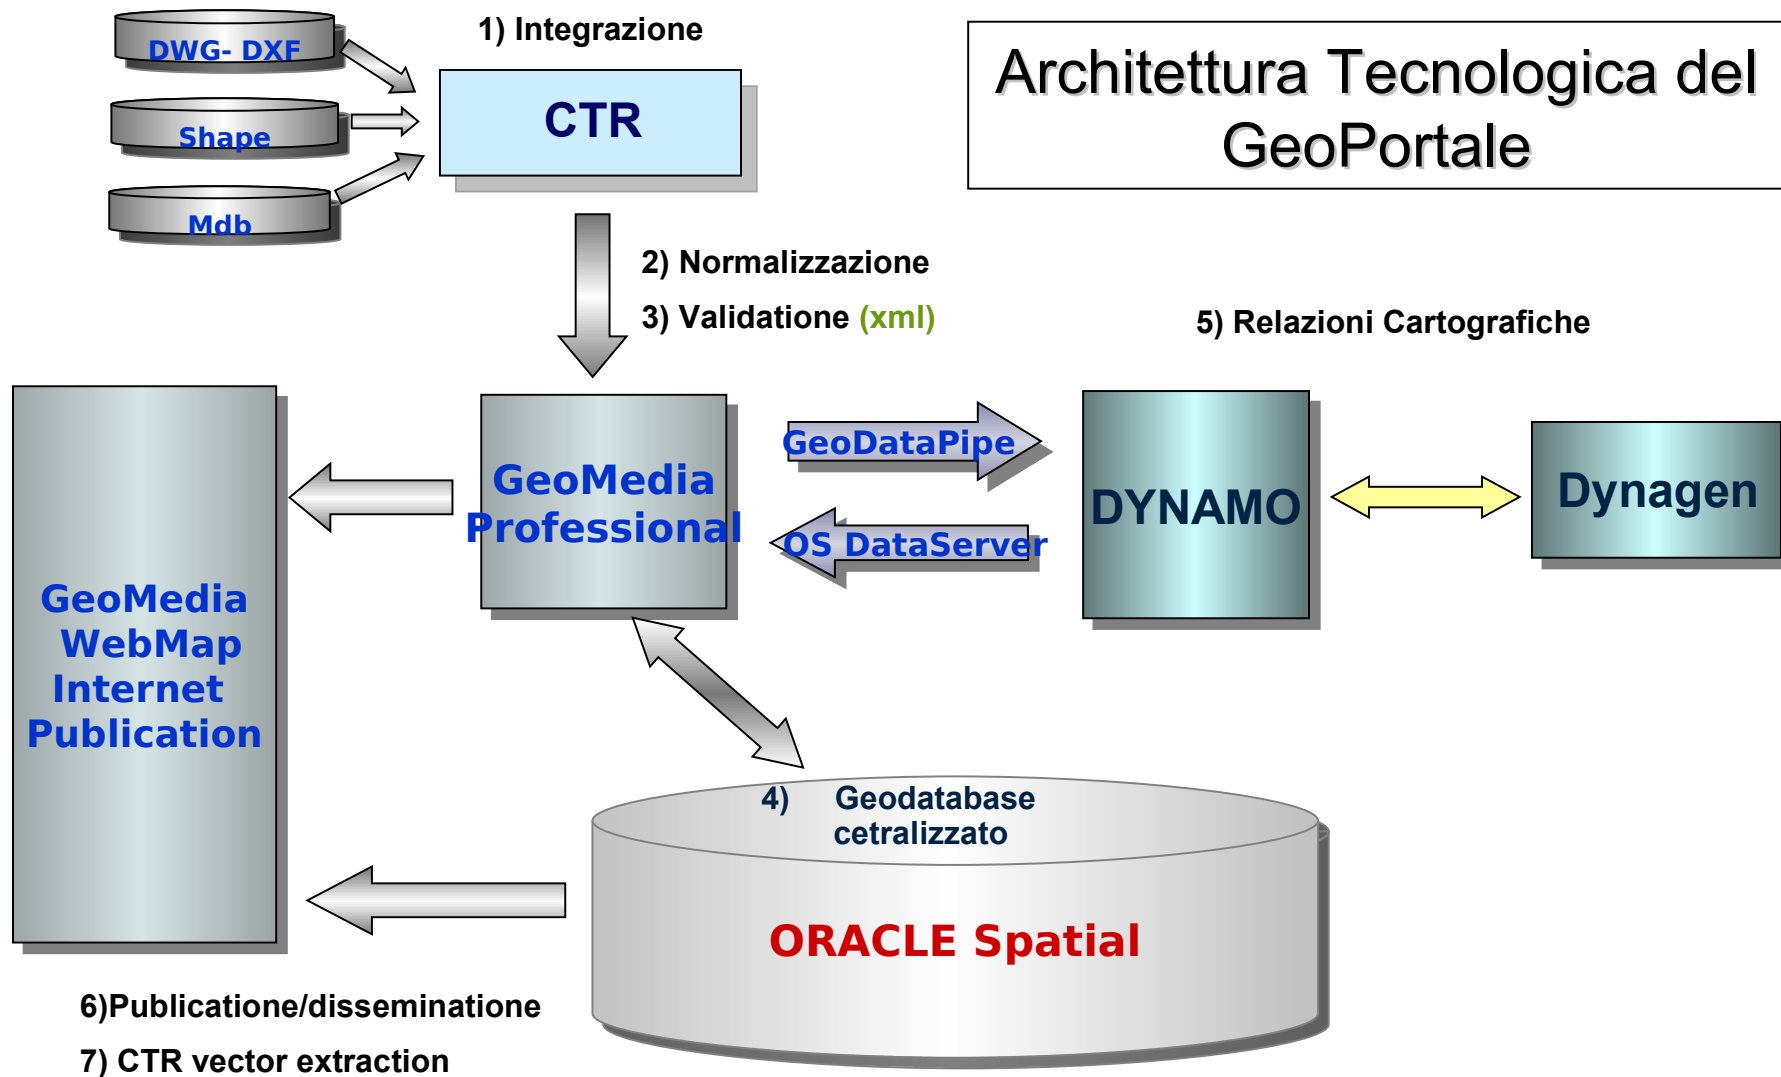 1) Integrazione
Architettura Tecnologica del
GeoPortale
DWG- DXF
Shape
Mdb
CTR
2) Normalizzazione
3) Validatione (xml)
5) Relazioni Cartografiche
GeoMedia
Professional
GeoDataPipe
OS DataServer
DYNAMO
Dynagen
GeoMedia
WebMap
Internet
Publication
4) Geodatabase
cetralizzato
ORACLE Spatial
6)Publicatione/disseminatione
7) CTR vector extraction